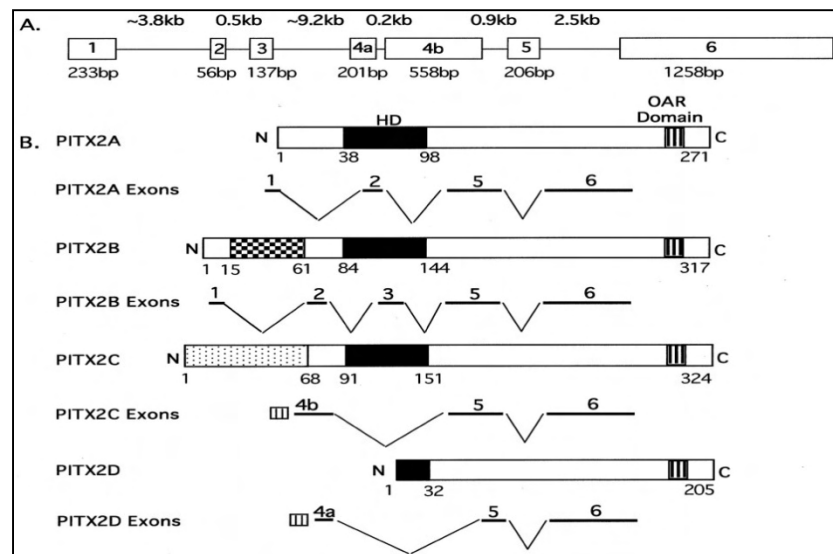 A. ~3.8kb 0.5kb ~9.2kb 0.2kb 0.9kb 2.5kb
1 2 3 4a 4b 5 6
233bp 56bp 137bp 201bp 558bp 206bp 1258bp
B.
HD OAR Domain
PITX2A N C
1 38 98 271
PITX2A Exons 1 2 5 6
PITX2B N C
1 15 61 84 144 317
PITX2B Exons 1 2 3 5 6
PITX2C N C
1 68 91 151 324
PITX2C Exons 4b 5 6
PITX2D N C
1 32 205
PITX2D Exons 4a 5 6